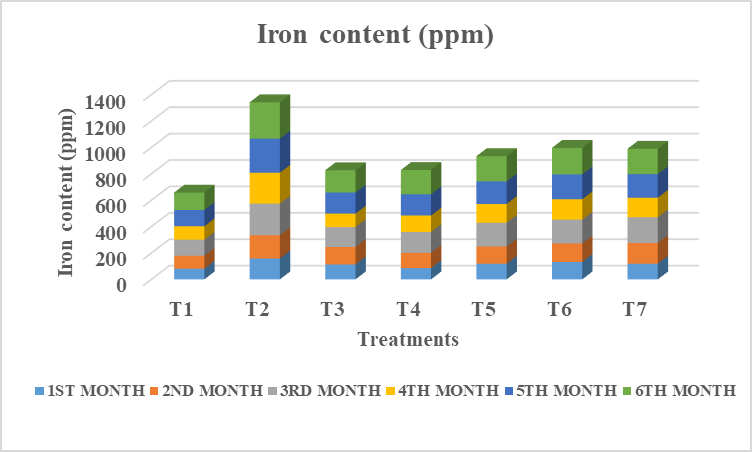 Iron content (ppm)
Iron content (ppm)
1400
1200
1000
800
600
400
200
0
T1 T2 T3 T4 T5 T6 T7
Treatments
1ST MONTH 2ND MONTH 3RD MONTH 4TH MONTH 5TH MONTH 6TH MONTH